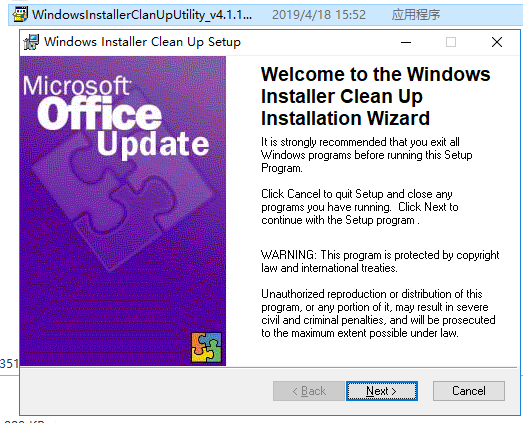 WindowsInstallerClanUpUtility_v4.1.1... 2019/4/18 15:52 应用程序
Windows Installer Clean Up Setup
Microsoft
Office
Update
Welcome to the Windows
Installer Clean Up
Installation Wizard
It is strongly recommended that you exit all
Windows programs before running this Setup
Program.
Click Cancel to quit Setup and close any
programs you have running. Click Next to
continue with the Setup program .
WARNING: This program is protected by copyright
law and international treaties.
Unauthorized reproduction or distribution of this
program, or any portion of it, may result in severe
civil and criminal penalties, and will be prosecuted
to the maximum extent possible under law.
351
< Back Next > Cancel